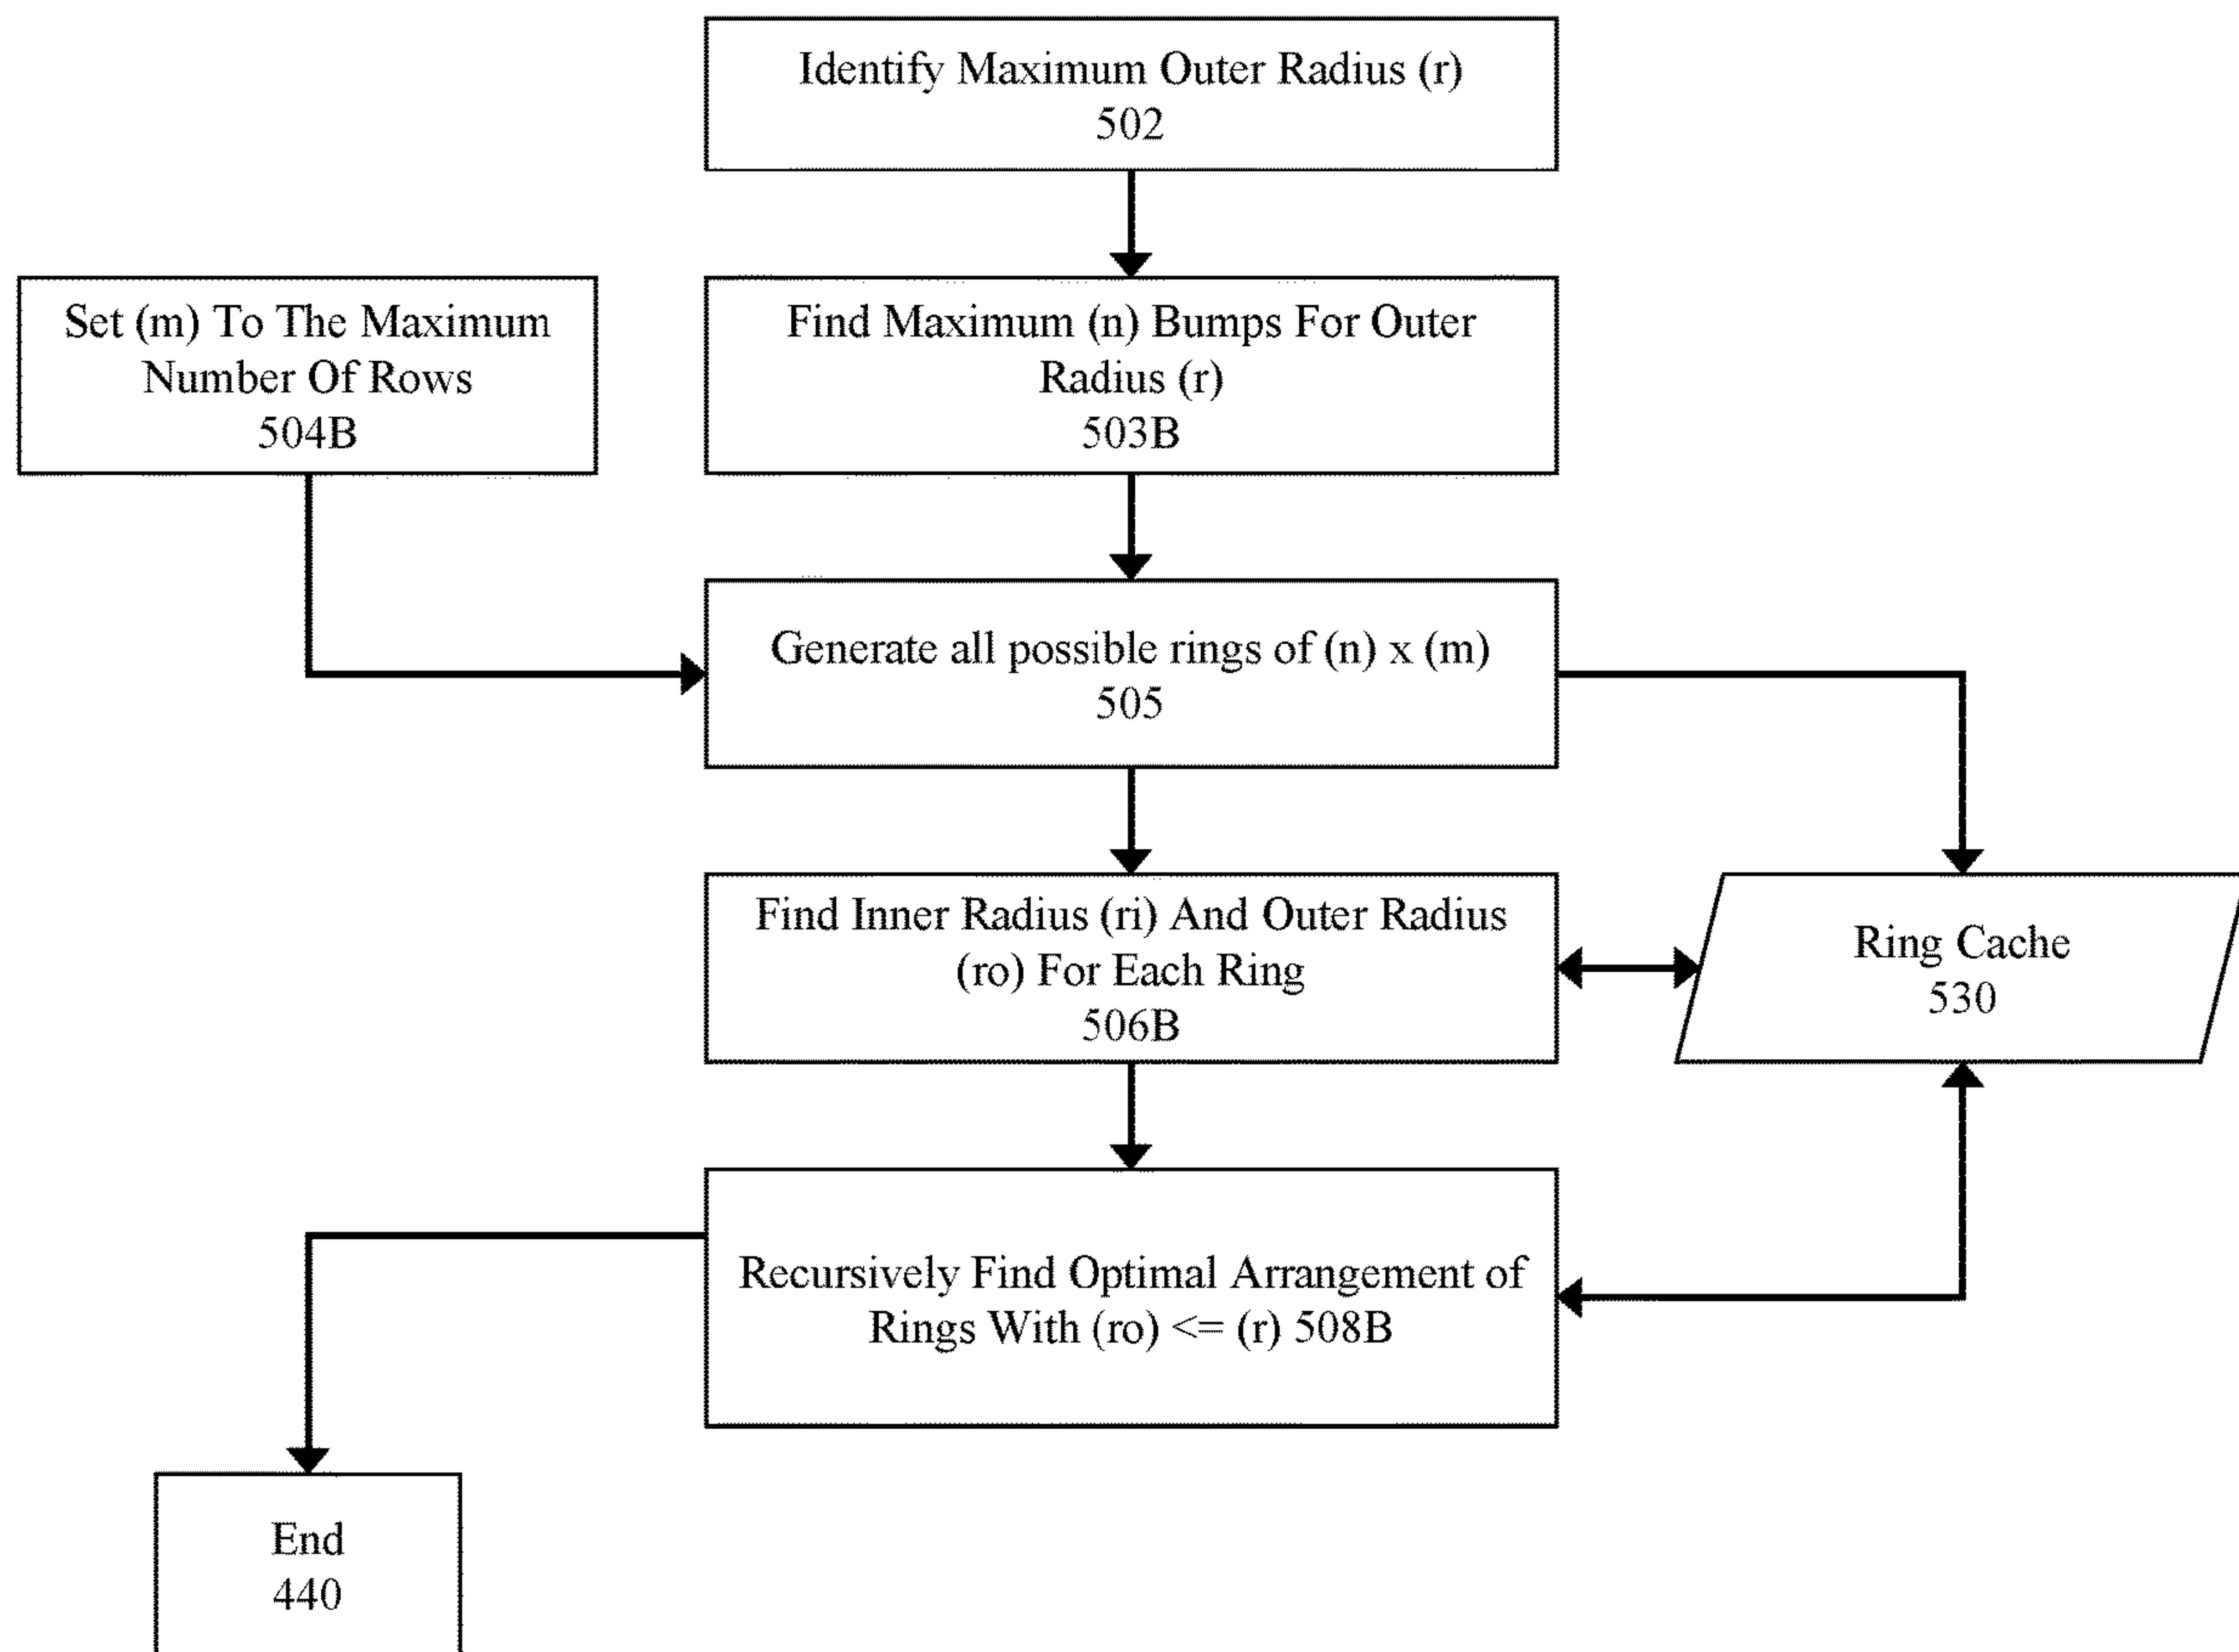 Identify Maximum Outer Radius (r)
502
Set (m) To The Maximum
Number Of Rows
504B
Find Maximum (n) Bumps For Outer
Radius (r)
503B
Generate all possible rings of (n) x (m)
505
Find Inner Radius (ri) And Outer Radius
(ro) For Each Ring
506B
Ring Cache
530
Recursively Find Optimal Arrangement of
Rings With (ro) <= (r) 508B
End
440